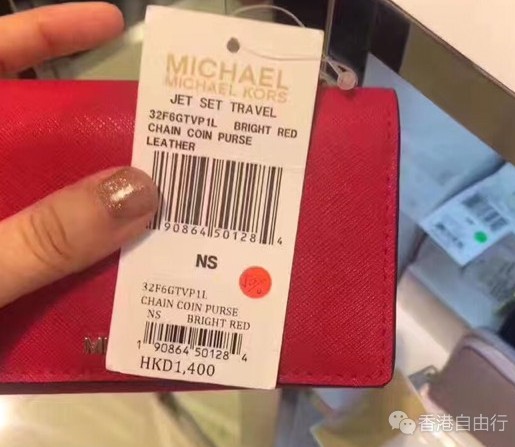 MICHAEL
MICHAEL KORS
JET SET TRAVEL
32F6GTVP1L BRIGHT RED
CHAIN COIN PURSE
LEATHER
90864 50128 4
NS
32F6GTVP1L
CHAIN COIN PURSE
NS BRIGHT RED
1 90864 50128 4
HKD1,400
香港自由行